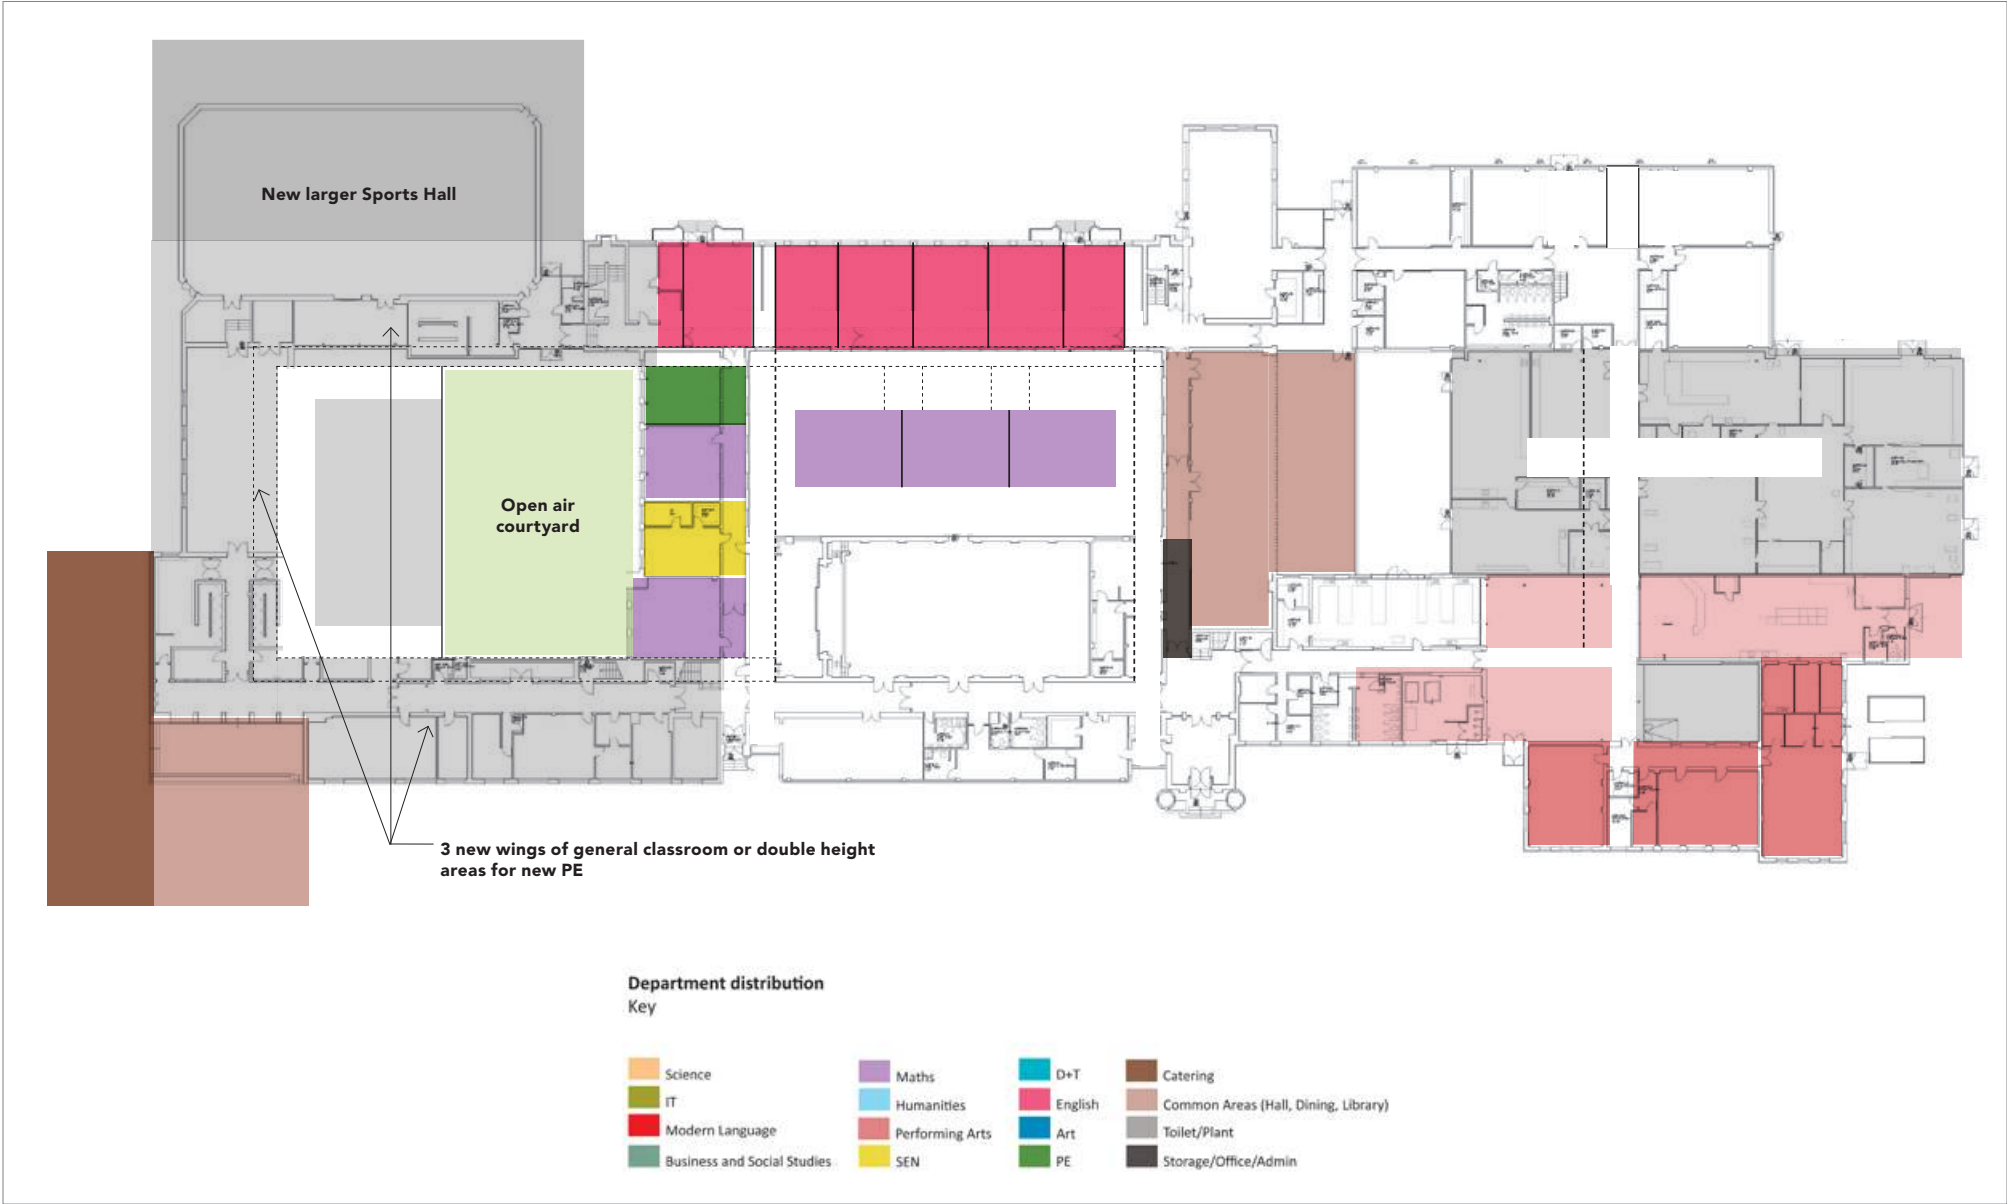 New larger Sports Hall
Open air
courtyard
3 new wings of general classroom or double height
areas for new PE
Department distribution
Key
Science
IT
Modern Language
Business and Social Studies
Maths
Humanities
Performing Arts
SEN
D+T
English
Art
PE
Catering
Common Areas (Hall, Dining, Library)
Toilet/Plant
Storage/Office/Admin